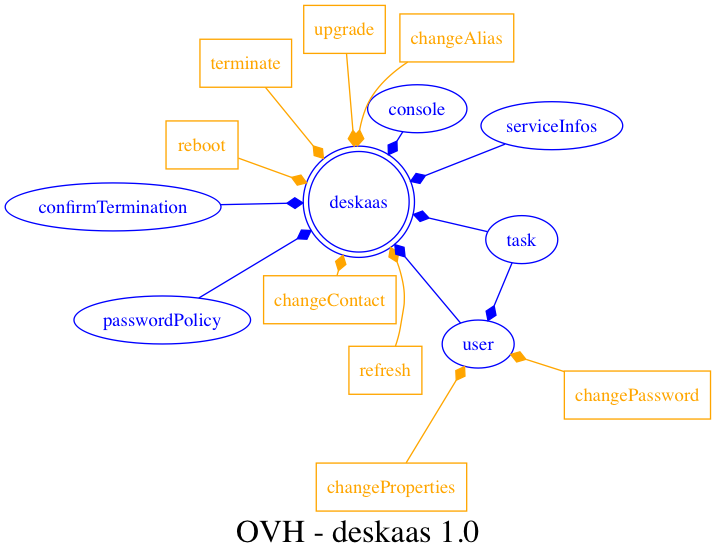 upgrade
changeAlias
terminate
console
serviceInfos
reboot
deskaas
confirmTermination
task
changeContact
passwordPolicy
user
refresh
changePassword
changeProperties
OVH - deskaas 1.0